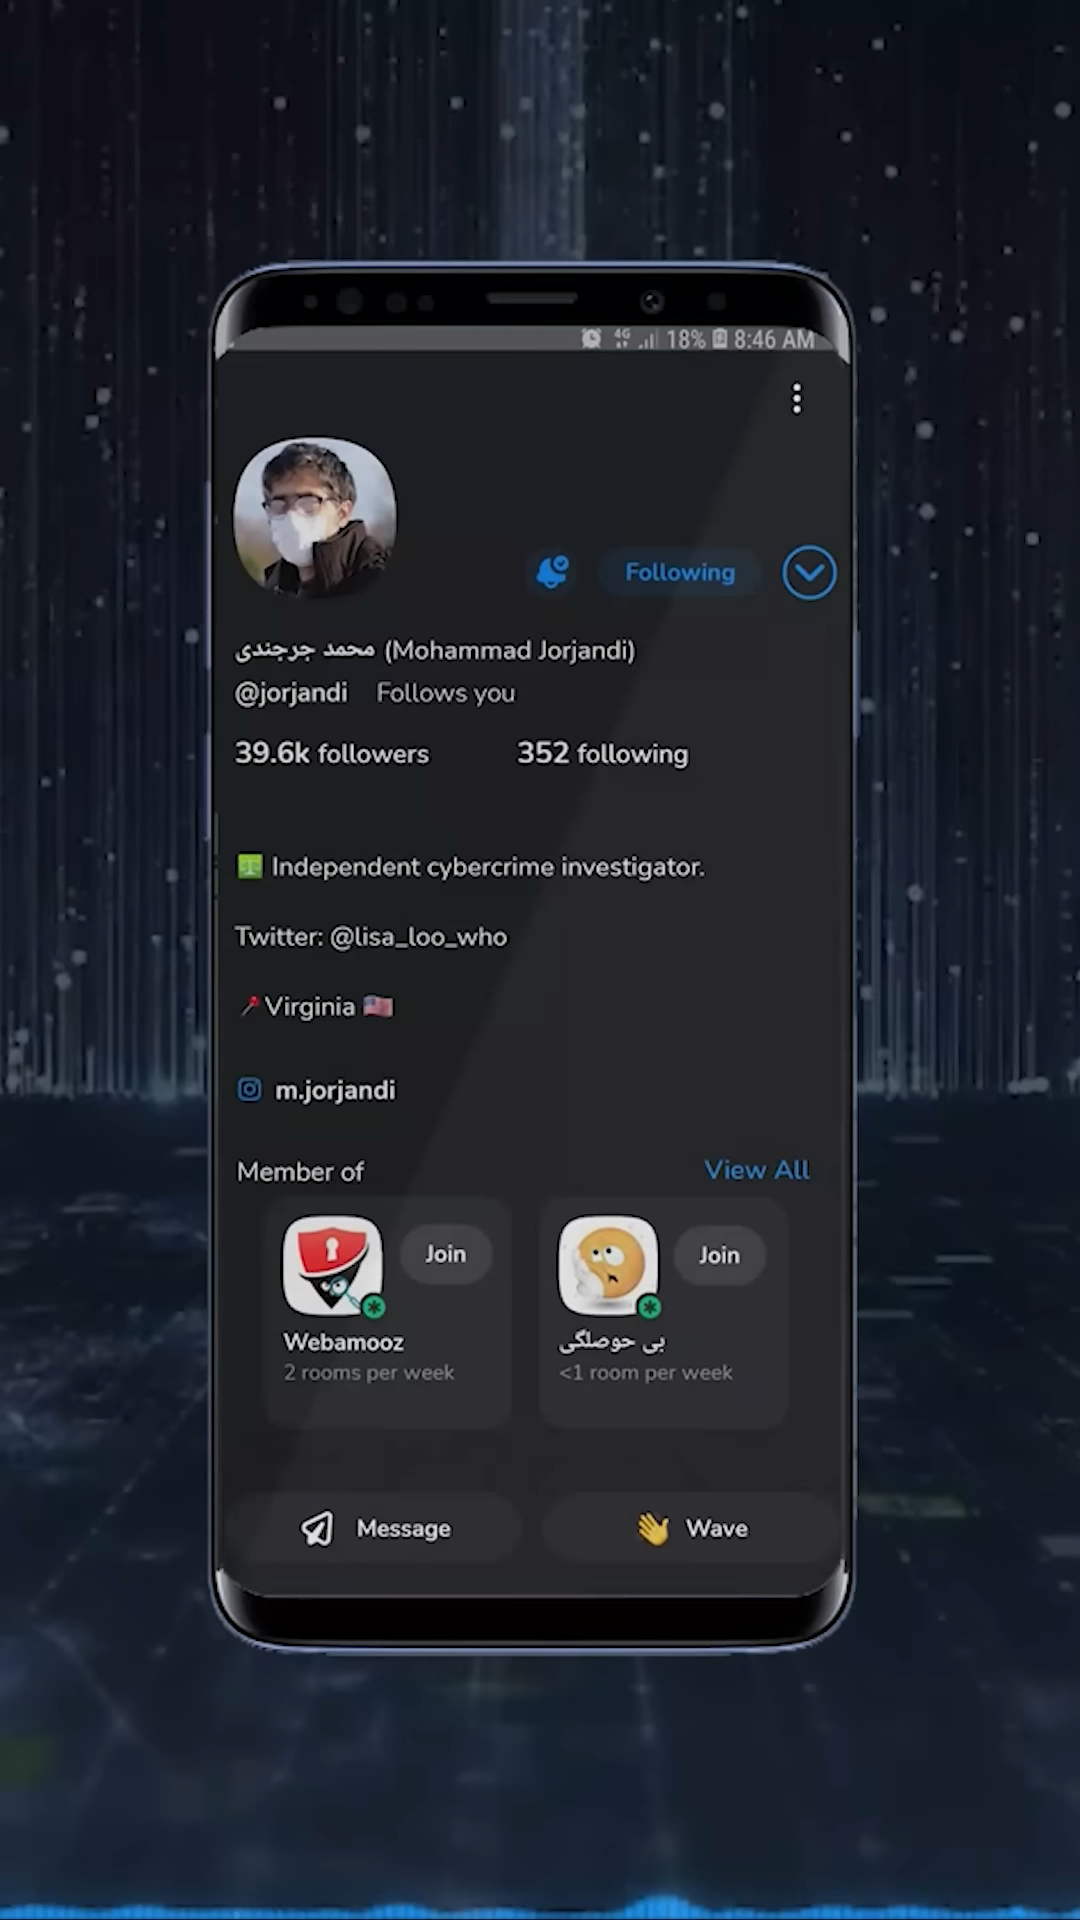 4G 18% 8:46 AM
Following
محمد جرجندی (Mohammad Jorjandi)
@jorjandi Follows you
39.6k followers 352 following
Independent cybercrime investigator.
Twitter: @lisa_loo_who
Virginia
m.jorjandi
Member of View All
Join Join
Webamooz بی حوصلگی
2 rooms per week <1 room per week
Message Wave